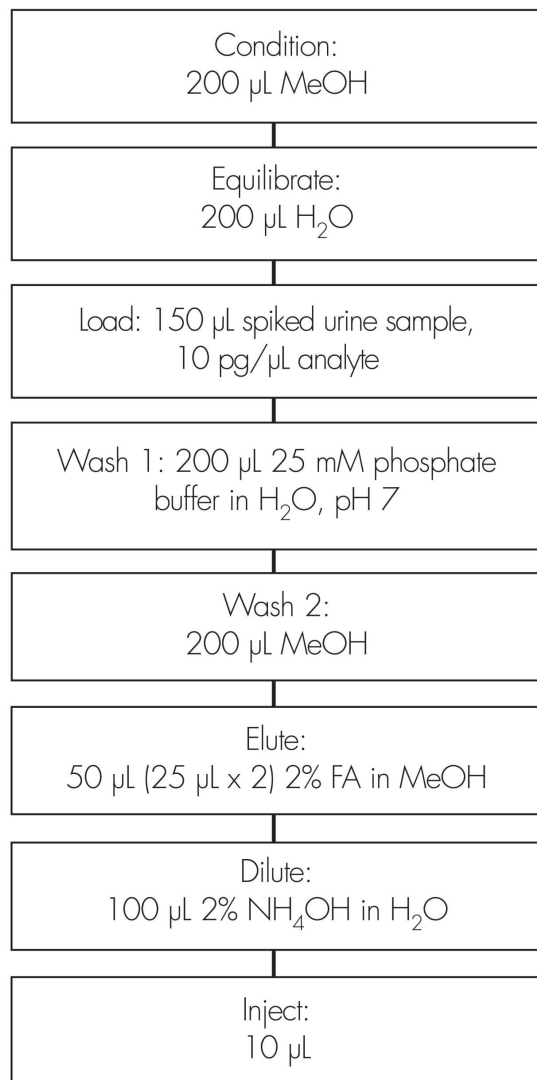 Condition:
200 µL MeOH
Equilibrate:
200 µL H₂O
Load: 150 µL spiked urine sample,
10 pg/µL analyte
Wash 1: 200 µL 25 mM phosphate
buffer in H₂O, pH 7
Wash 2:
200 µL MeOH
Elute:
50 µL (25 µL x 2) 2% FA in MeOH
Dilute:
100 µL 2% NH₄OH in H₂O
Inject:
10 µL